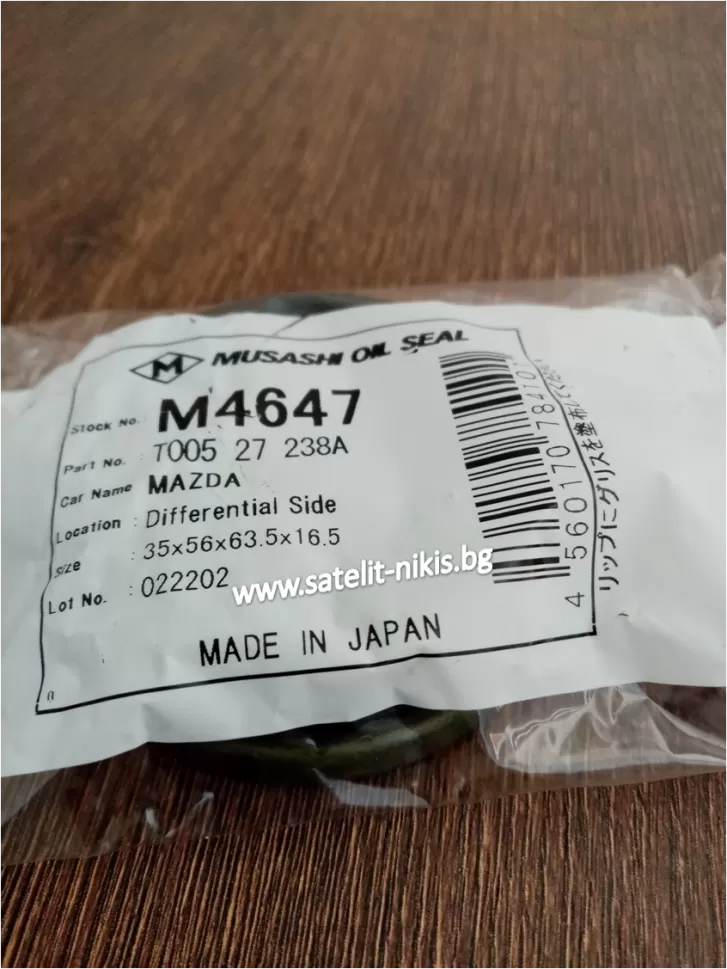 M MUSASHI OIL SEAL
Stock No. M4647
Part No. : T005 27 238A
Car Name MAZDA
Location : Differential Side
Size : 35x56x63.5x16.5
Lot No. : 022202
MADE IN JAPAN
0
4 560170 784101
リップにグリスを塗布してください
www.satelit-nikis.bg